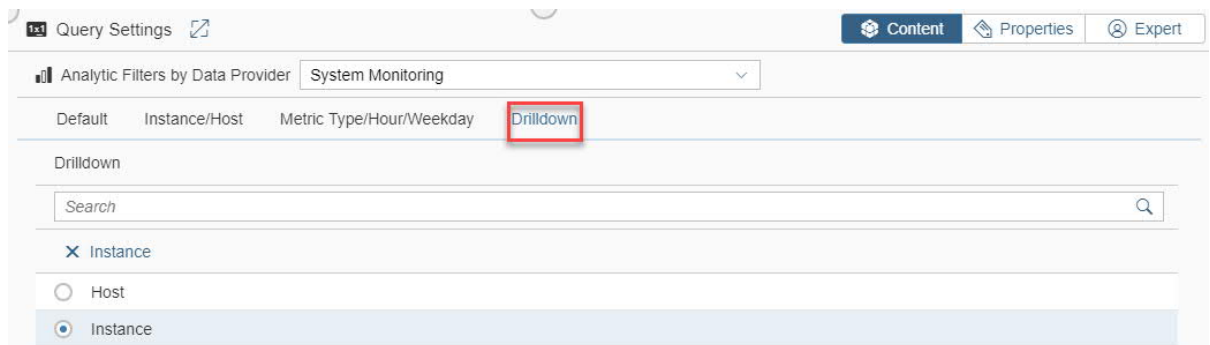 1x1 Query Settings Content Properties Expert
Analytic Filters by Data Provider System Monitoring
Default Instance/Host Metric Type/Hour/Weekday Drilldown
Drilldown
Search
Instance
Host
Instance